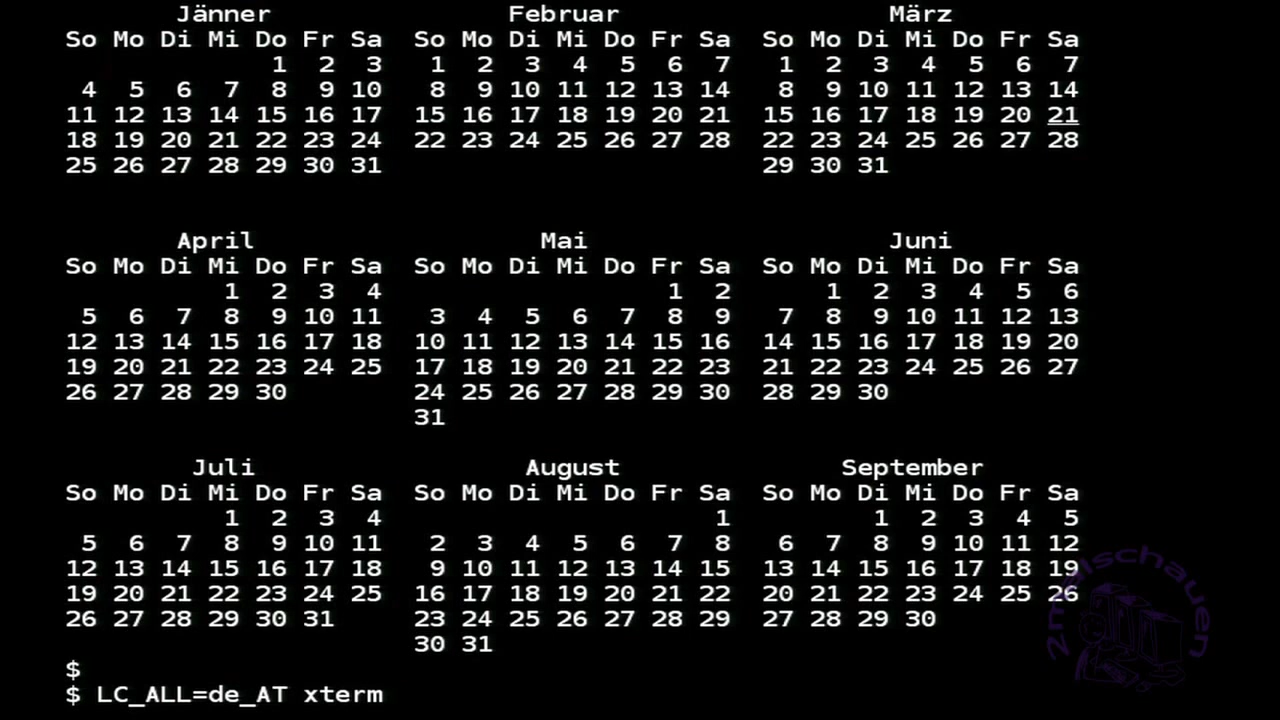 Jänner Februar März
So Mo Di Mi Do Fr Sa So Mo Di Mi Do Fr Sa So Mo Di Mi Do Fr Sa
1 2 3 1 2 3 4 5 6 7 1 2 3 4 5 6 7
4 5 6 7 8 9 10 8 9 10 11 12 13 14 8 9 10 11 12 13 14
11 12 13 14 15 16 17 15 16 17 18 19 20 21 15 16 17 18 19 20 21
18 19 20 21 22 23 24 22 23 24 25 26 27 28 22 23 24 25 26 27 28
25 26 27 28 29 30 31 29 30 31
April Mai Juni
So Mo Di Mi Do Fr Sa So Mo Di Mi Do Fr Sa So Mo Di Mi Do Fr Sa
1 2 3 4 1 2 1 2 3 4 5 6
5 6 7 8 9 10 11 3 4 5 6 7 8 9 7 8 9 10 11 12 13
12 13 14 15 16 17 18 10 11 12 13 14 15 16 14 15 16 17 18 19 20
19 20 21 22 23 24 25 17 18 19 20 21 22 23 21 22 23 24 25 26 27
26 27 28 29 30 24 25 26 27 28 29 30 28 29 30
31
Juli August September
So Mo Di Mi Do Fr Sa So Mo Di Mi Do Fr Sa So Mo Di Mi Do Fr Sa
1 2 3 4 1 1 2 3 4 5
5 6 7 8 9 10 11 2 3 4 5 6 7 8 6 7 8 9 10 11 12
12 13 14 15 16 17 18 9 10 11 12 13 14 15 13 14 15 16 17 18 19
19 20 21 22 23 24 25 16 17 18 19 20 21 22 20 21 22 23 24 25 26
26 27 28 29 30 31 23 24 25 26 27 28 29 27 28 29 30
30 31
$
$ LC_ALL=de_AT xterm